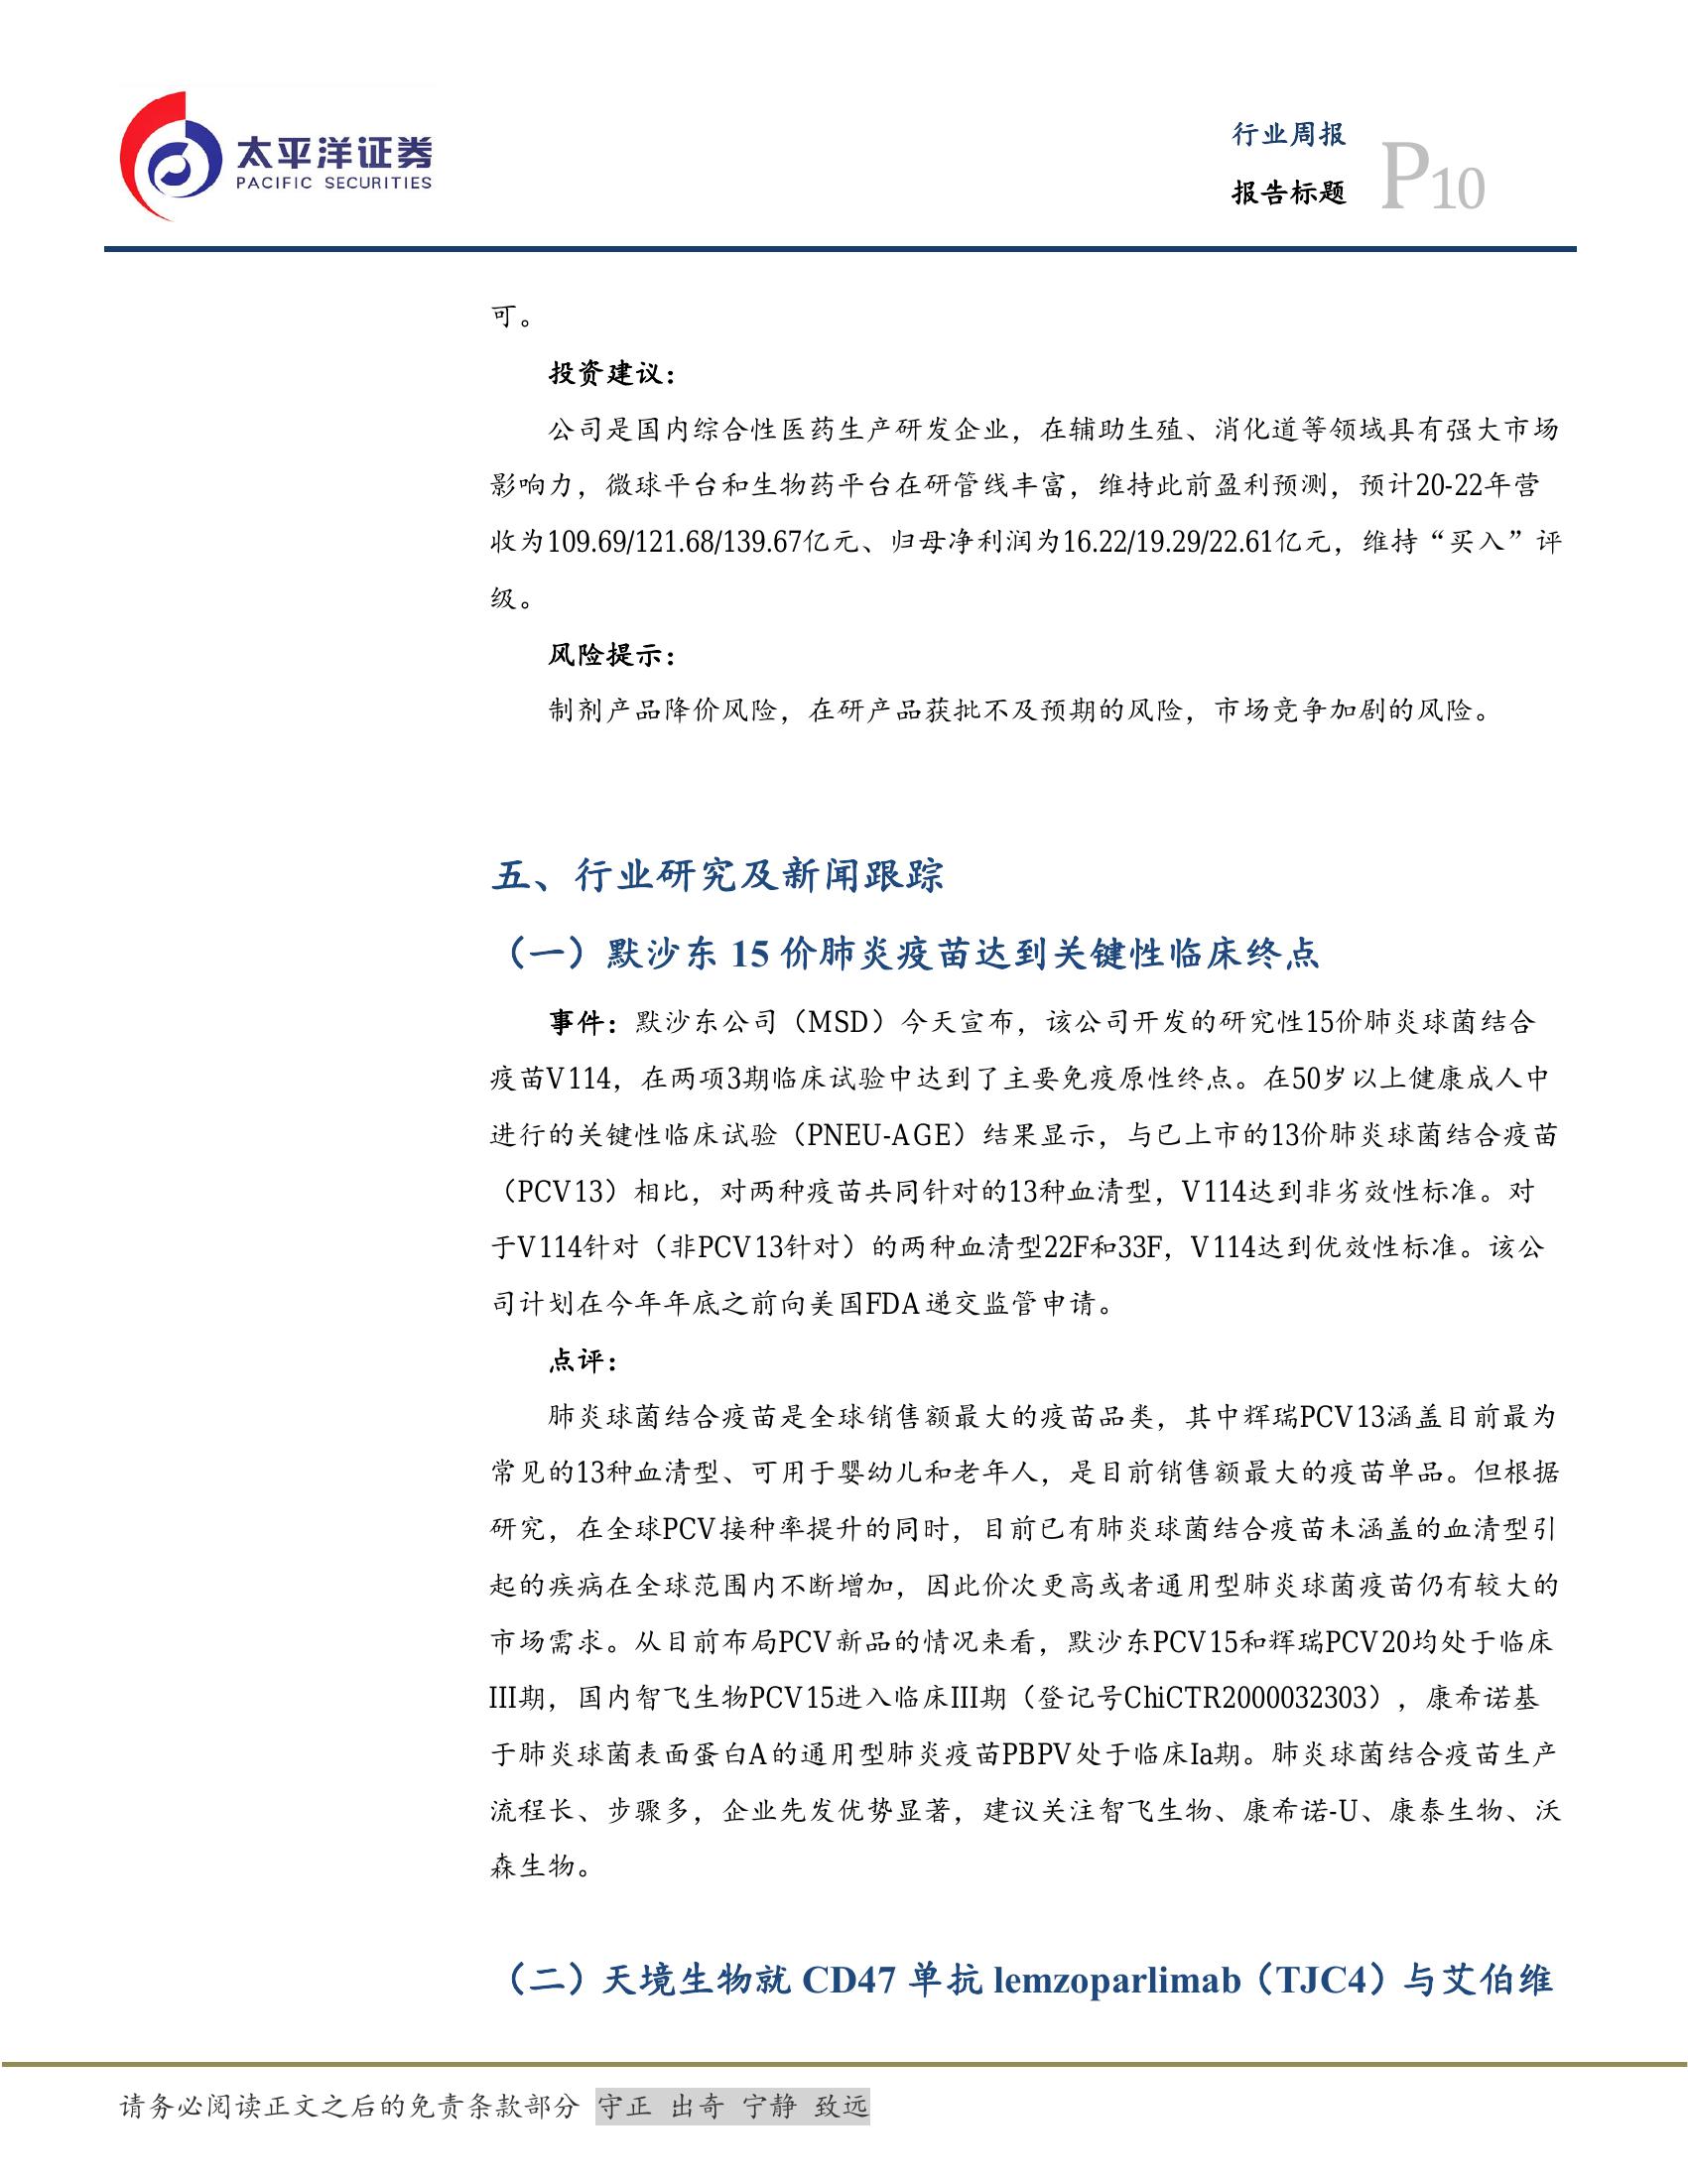 太平洋证券
PACIFIC SECURITIES
行业周报
报告标题
P10
可。
投资建议：
公司是国内综合性医药生产研发企业，在辅助生殖、消化道等领域具有强大市场
影响力，微球平台和生物药平台在研管线丰富，维持此前盈利预测，预计20-22年营
收为109.69/121.68/139.67亿元、归母净利润为16.22/19.29/22.61亿元，维持“买入”评
级。
风险提示：
制剂产品降价风险，在研产品获批不及预期的风险，市场竞争加剧的风险。
五、行业研究及新闻跟踪
（一）默沙东 15 价肺炎疫苗达到关键性临床终点
事件：默沙东公司（MSD）今天宣布，该公司开发的研究性15价肺炎球菌结合
疫苗V114，在两项3期临床试验中达到了主要免疫原性终点。在50岁以上健康成人中
进行的关键性临床试验（PNEU-AGE）结果显示，与已上市的13价肺炎球菌结合疫苗
（PCV13）相比，对两种疫苗共同针对的13种血清型，V114达到非劣效性标准。对
于V114针对（非PCV13针对）的两种血清型22F和33F，V114达到优效性标准。该公
司计划在今年年底之前向美国FDA递交监管申请。
点评：
肺炎球菌结合疫苗是全球销售额最大的疫苗品类，其中辉瑞PCV13涵盖目前最为
常见的13种血清型、可用于婴幼儿和老年人，是目前销售额最大的疫苗单品。但根据
研究，在全球PCV接种率提升的同时，目前已有肺炎球菌结合疫苗未涵盖的血清型引
起的疾病在全球范围内不断增加，因此价次更高或者通用型肺炎球菌疫苗仍有较大的
市场需求。从目前布局PCV新品的情况来看，默沙东PCV15和辉瑞PCV20均处于临床
III期，国内智飞生物PCV15进入临床III期（登记号ChiCTR2000032303），康希诺基
于肺炎球菌表面蛋白A的通用型肺炎疫苗PBPV处于临床Ia期。肺炎球菌结合疫苗生产
流程长、步骤多，企业先发优势显著，建议关注智飞生物、康希诺-U、康泰生物、沃
森生物。
（二）天境生物就 CD47 单抗 lemzoparlimab（TJC4）与艾伯维
请务必阅读正文之后的免责条款部分 守正 出奇 宁静 致远